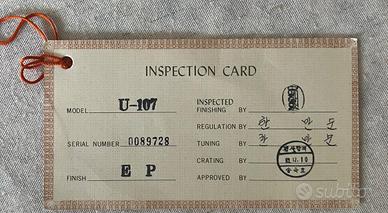 INSPECTION CARD
MODEL U-107
INSPECTED
FINISHING BY
REGULATION BY
SERIAL NUMBER 0089728
TUNING BY
CRATING BY
FINISH E P
APPROVED BY
subito